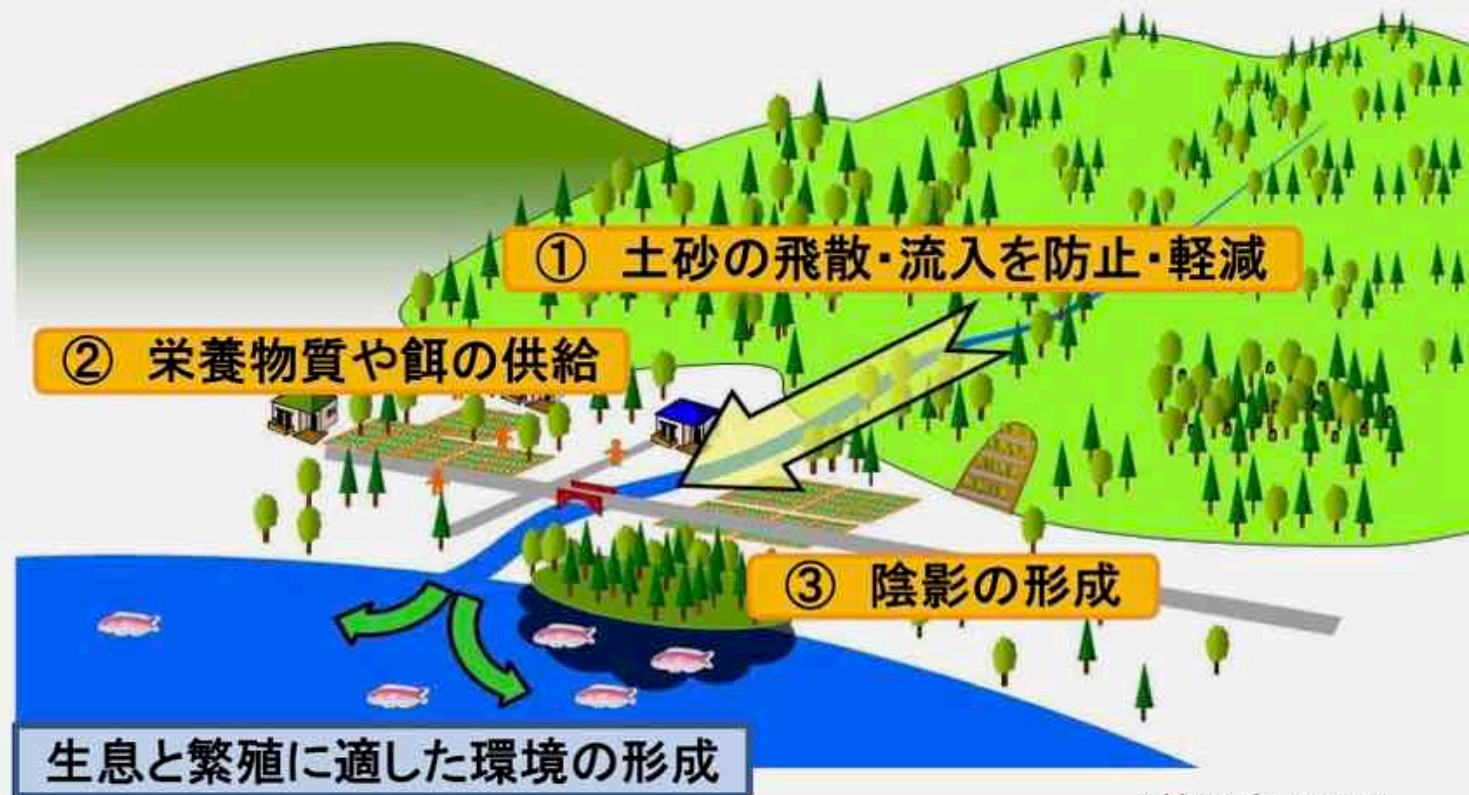 ① 土砂の飛散・流入を防止・軽減
② 栄養物質や餌の供給
③ 陰影の形成
生息と繁殖に適した環境の形成